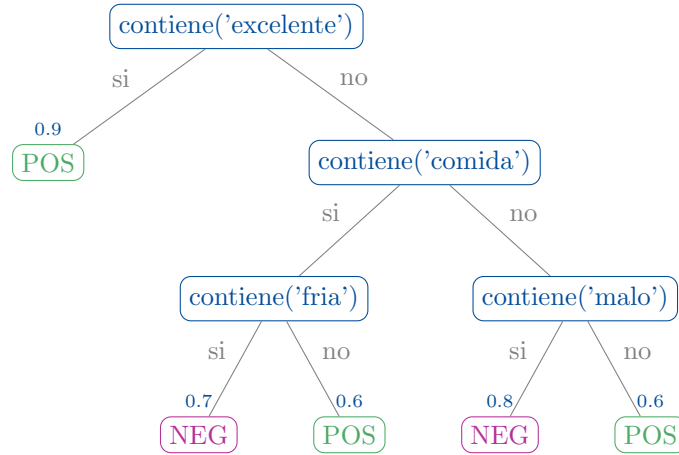 contiene('excelente')
si
no
0.9
POS
contiene('comida')
si
no
contiene('fria')
contiene('malo')
si
no
si
no
0.7
0.6
0.8
0.6
NEG
POS
NEG
POS